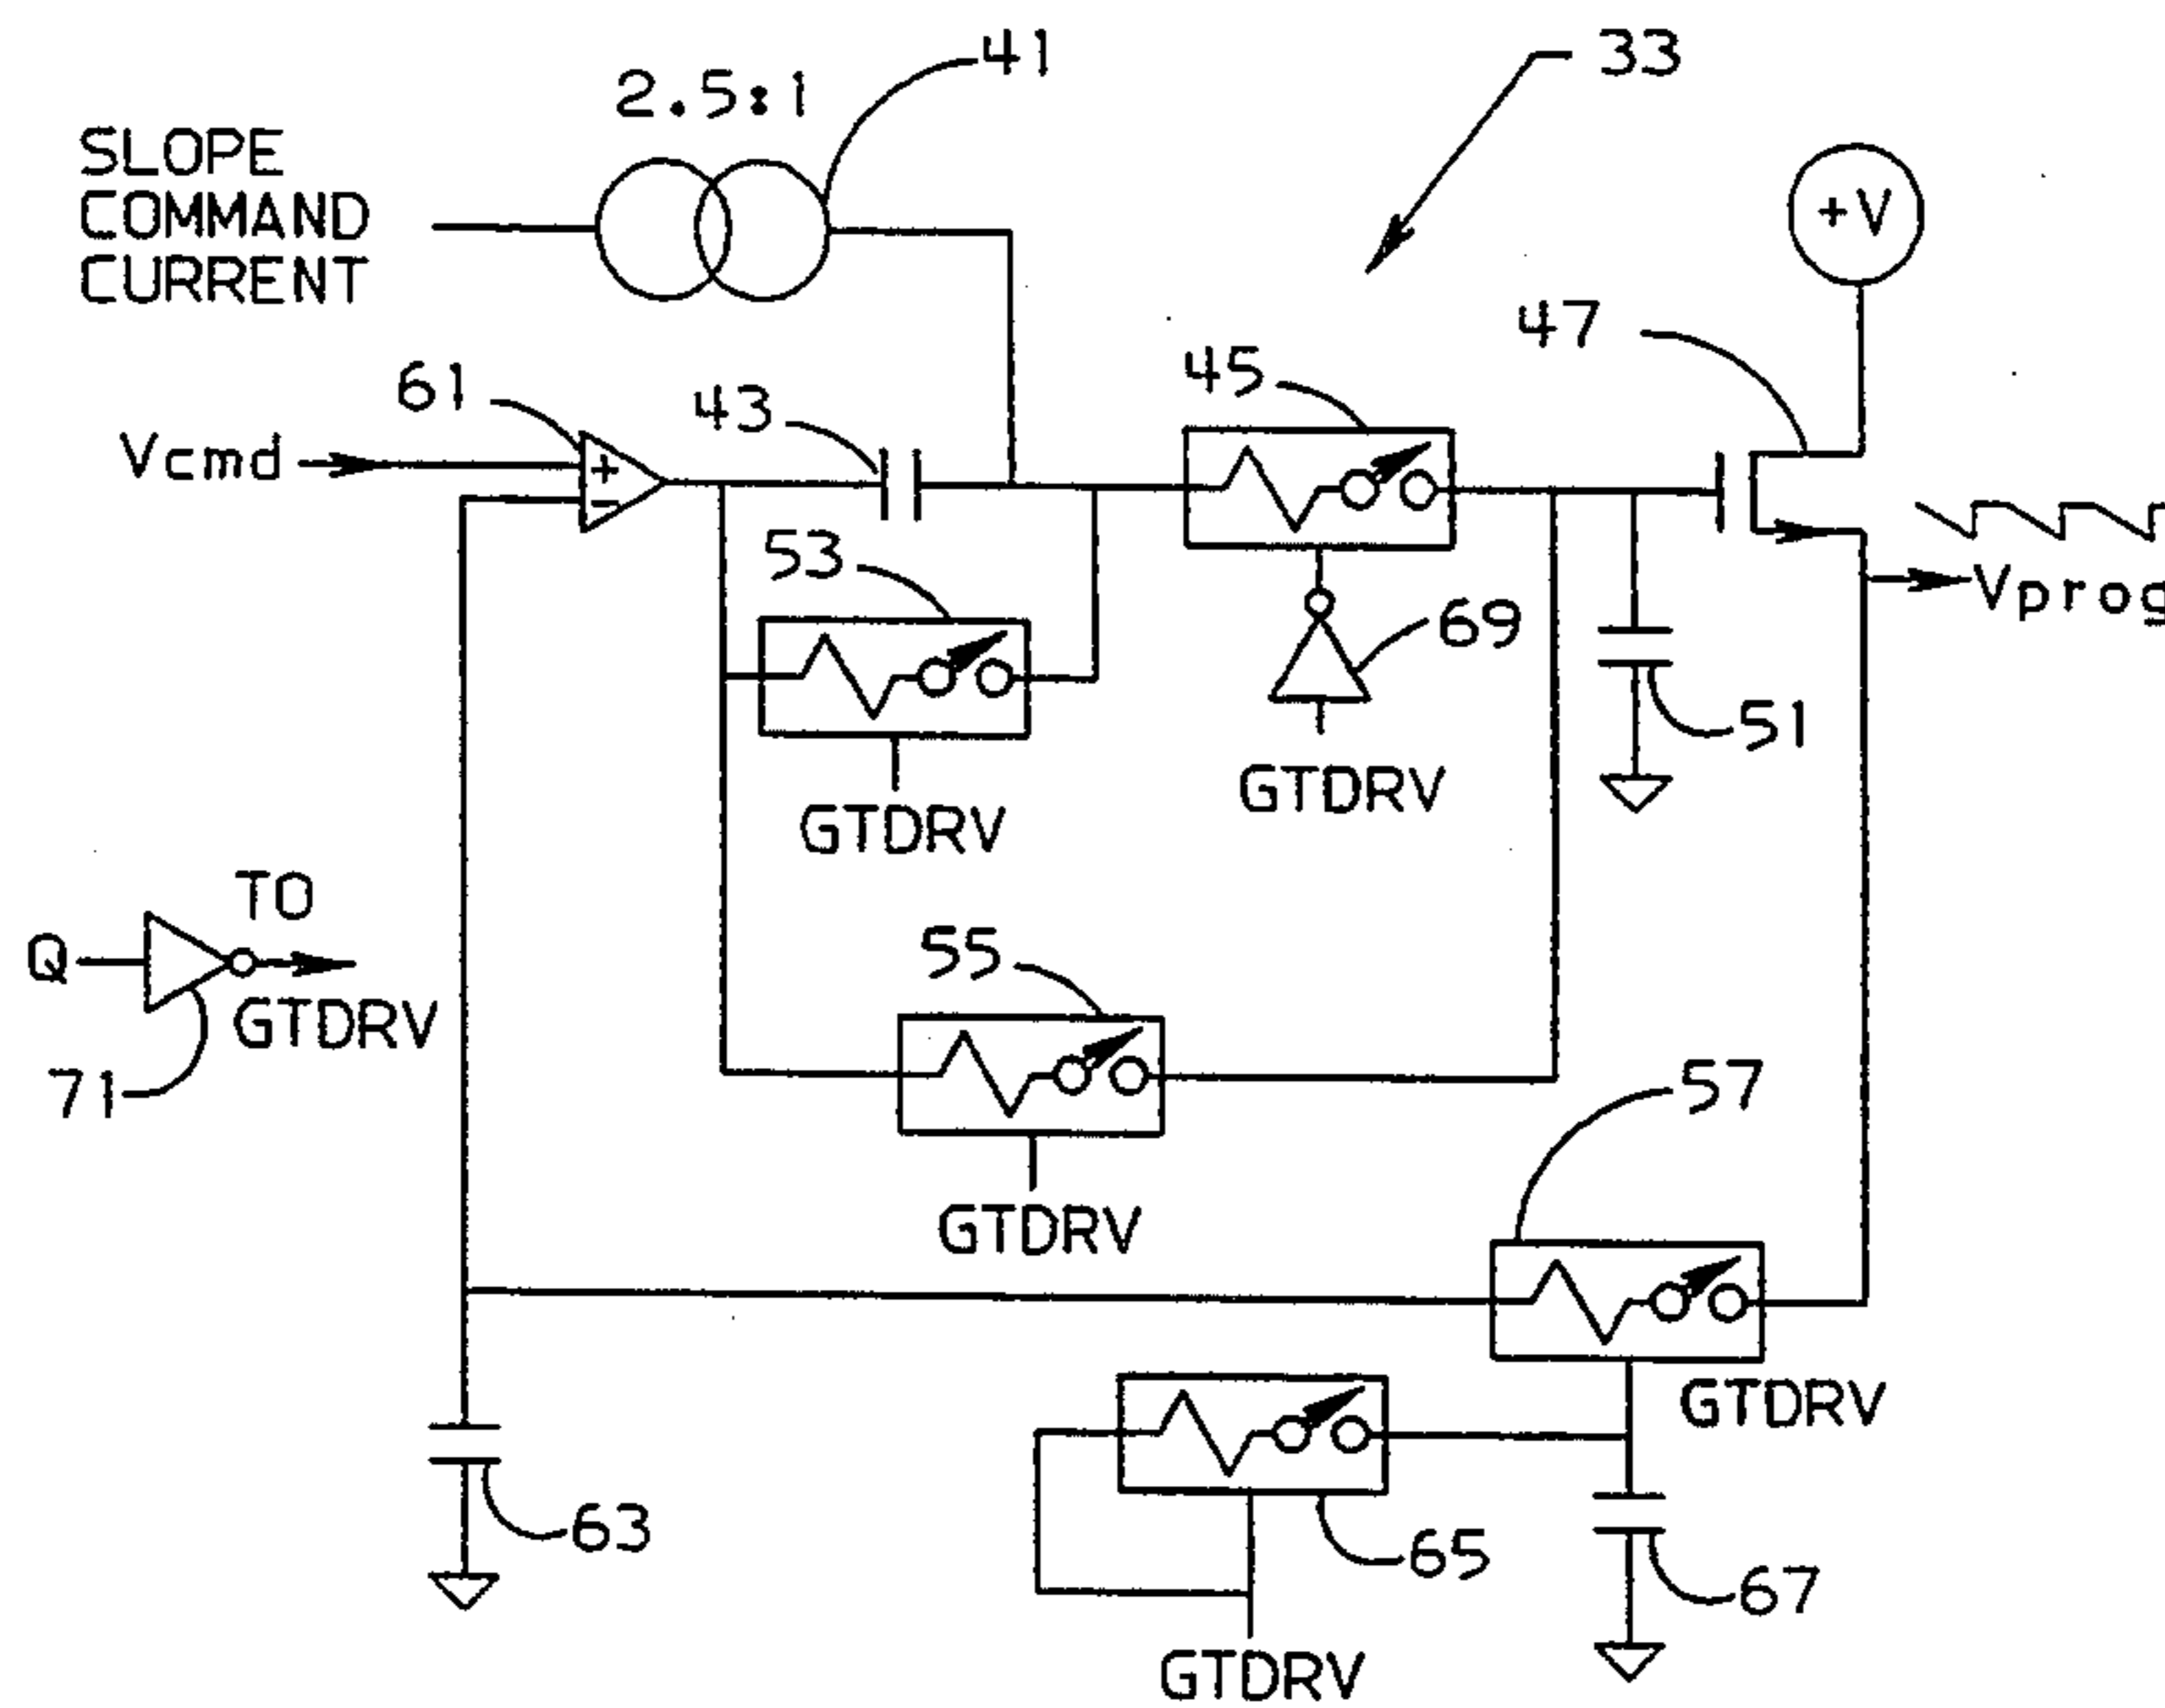 41
33
2.5:1
SLOPE
COMMAND
CURRENT
+V
47
45
61
43
Vcmd
+
-
53
69
Vprog
51
GTDRV
GTDRV
TO
Q
GTDRV
71
55
57
GTDRV
GTDRV
63
65
67
GTDRV